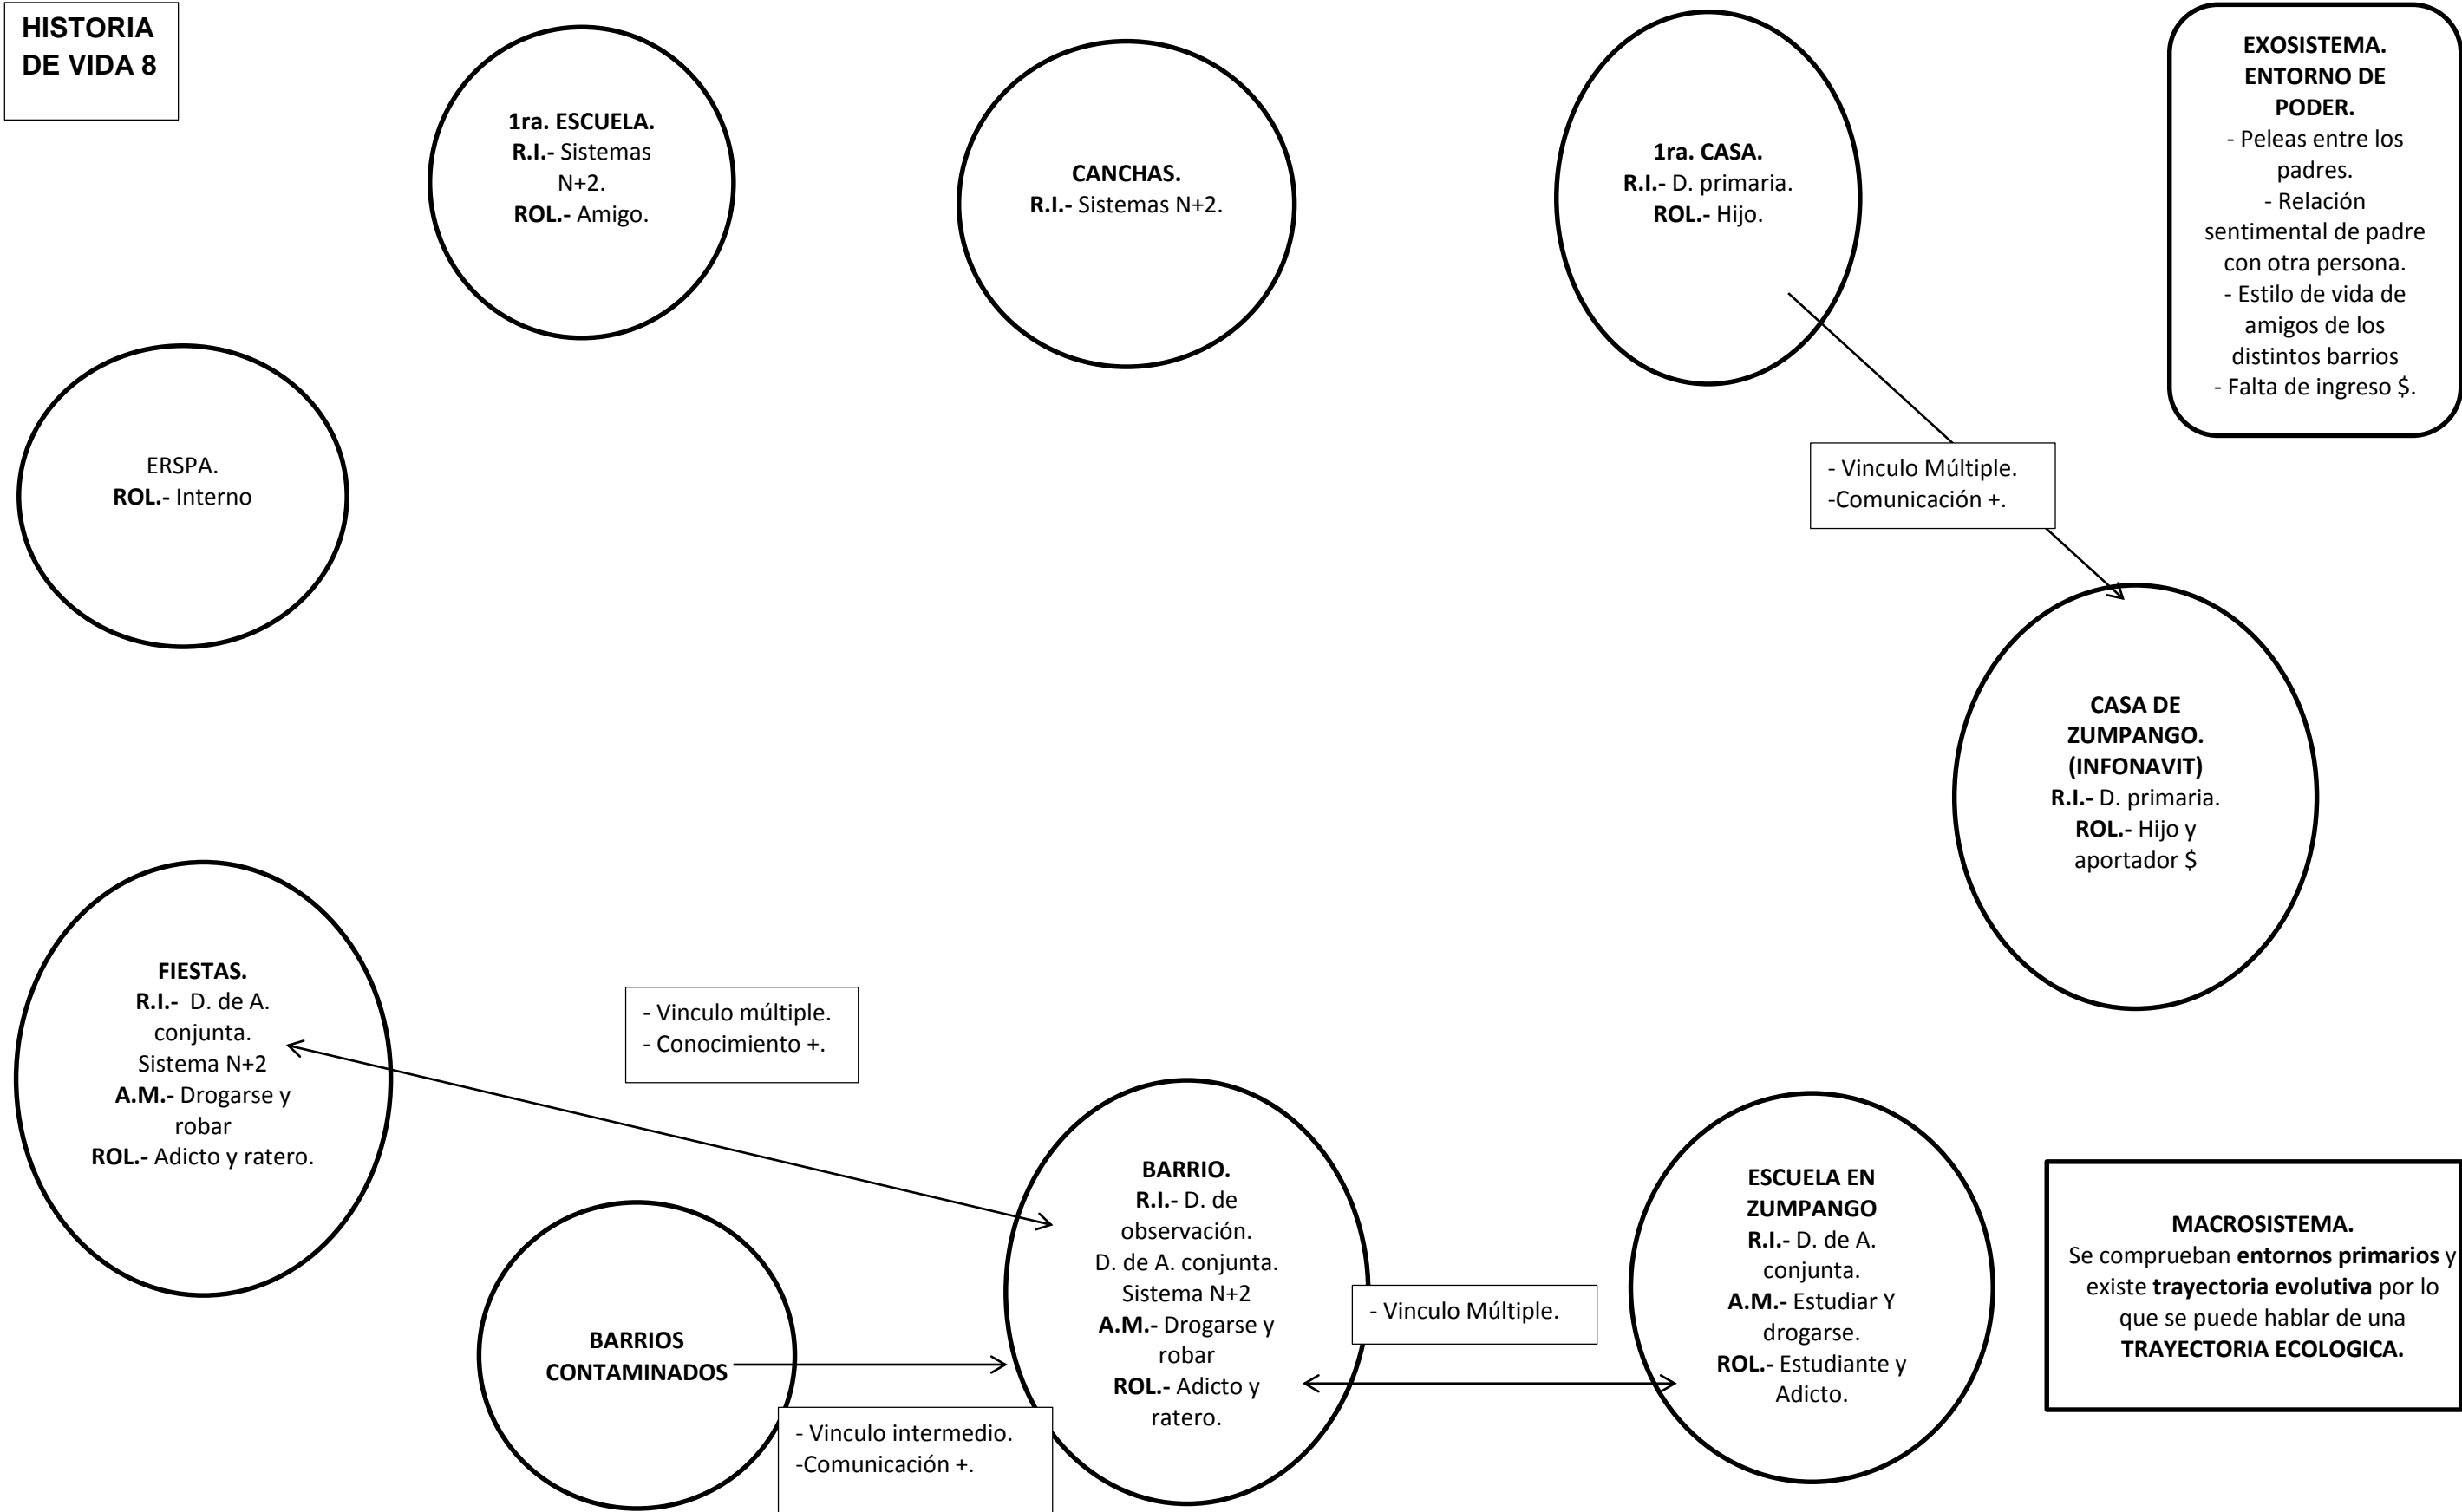 HISTORIA
DE VIDA 8
1ra. ESCUELA.
R.I.- Sistemas
N+2.
ROL.- Amigo.
CANCHAS.
R.I.- Sistemas N+2.
1ra. CASA.
R.I.- D. primaria.
ROL.- Hijo.
EXOSISTEMA.
ENTORNO DE
PODER.
- Peleas entre los
padres.
- Relación
sentimental de padre
con otra persona.
- Estilo de vida de
amigos de los
distintos barrios
- Falta de ingreso $.
ERSPA.
ROL.- Interno
- Vinculo Múltiple.
-Comunicación +.
CASA DE
ZUMPANGO.
(INFONAVIT)
R.I.- D. primaria.
ROL.- Hijo y
aportador $
FIESTAS.
R.I.- D. de A.
conjunta.
Sistema N+2
A.M.- Drogarse y
robar
ROL.- Adicto y ratero.
- Vinculo múltiple.
- Conocimiento +.
BARRIO.
R.I.- D. de
observación.
D. de A. conjunta.
Sistema N+2
A.M.- Drogarse y
robar
ROL.- Adicto y
ratero.
- Vinculo Múltiple.
ESCUELA EN
ZUMPANGO
R.I.- D. de A.
conjunta.
A.M.- Estudiar Y
drogarse.
ROL.- Estudiante y
Adicto.
MACROSISTEMA.
Se comprueban entornos primarios y
existe trayectoria evolutiva por lo
que se puede hablar de una
TRAYECTORIA ECOLOGICA.
BARRIOS
CONTAMINADOS
- Vinculo intermedio.
-Comunicación +.